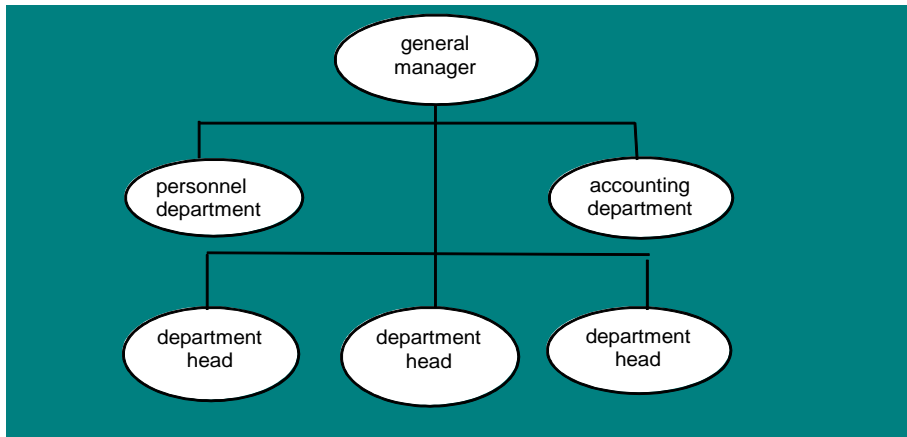 general
manager
personnel
department
accounting
department
department
head
department
head
department
head